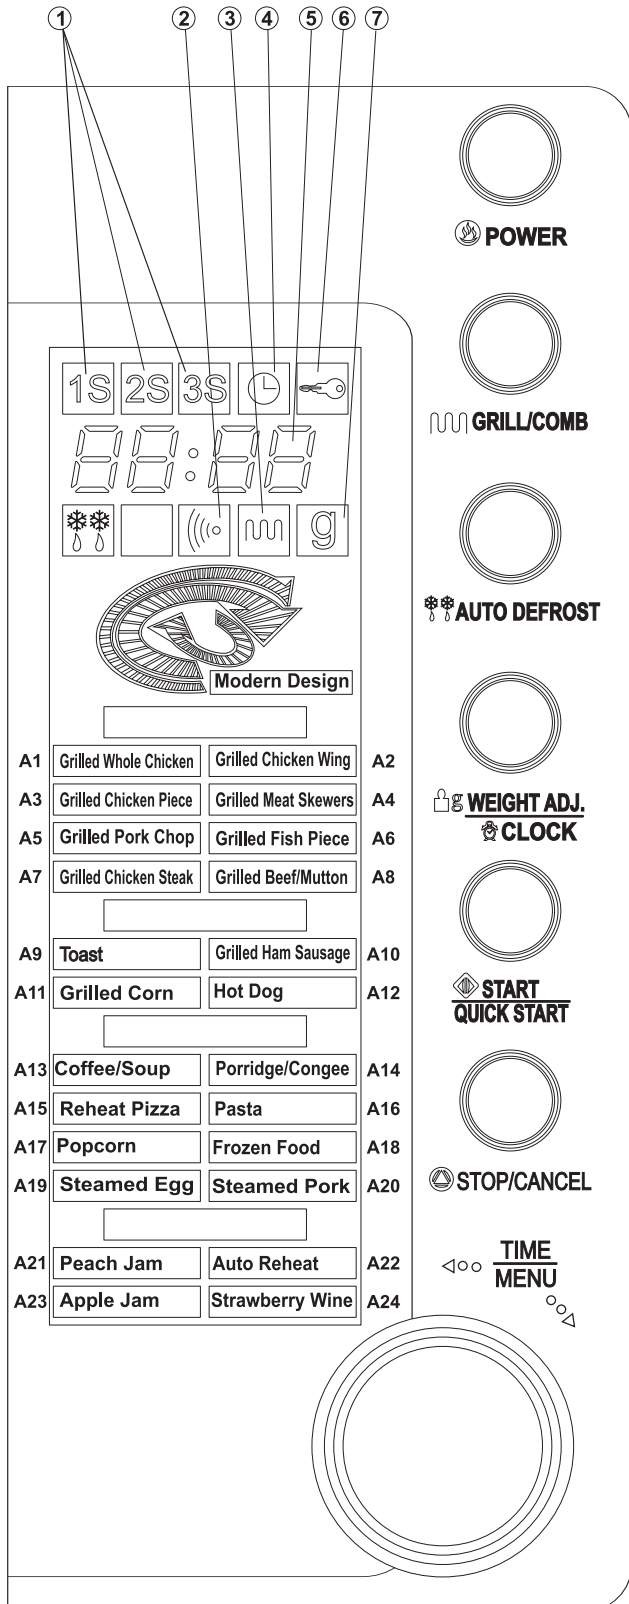 ① ② ③ ④ ⑤ ⑥ ⑦
POWER
GRILL/COMB
AUTO DEFROST
WEIGHT ADJ.
CLOCK
START
QUICK START
STOP/CANCEL
TIME
MENU
1S 2S 3S
88:88
g
Modern Design
A1 Grilled Whole Chicken Grilled Chicken Wing A2
A3 Grilled Chicken Piece Grilled Meat Skewers A4
A5 Grilled Pork Chop Grilled Fish Piece A6
A7 Grilled Chicken Steak Grilled Beef/Mutton A8
A9 Toast Grilled Ham Sausage A10
A11 Grilled Corn Hot Dog A12
A13 Coffee/Soup Porridge/Congee A14
A15 Reheat Pizza Pasta A16
A17 Popcorn Frozen Food A18
A19 Steamed Egg Steamed Pork A20
A21 Peach Jam Auto Reheat A22
A23 Apple Jam Strawberry Wine A24